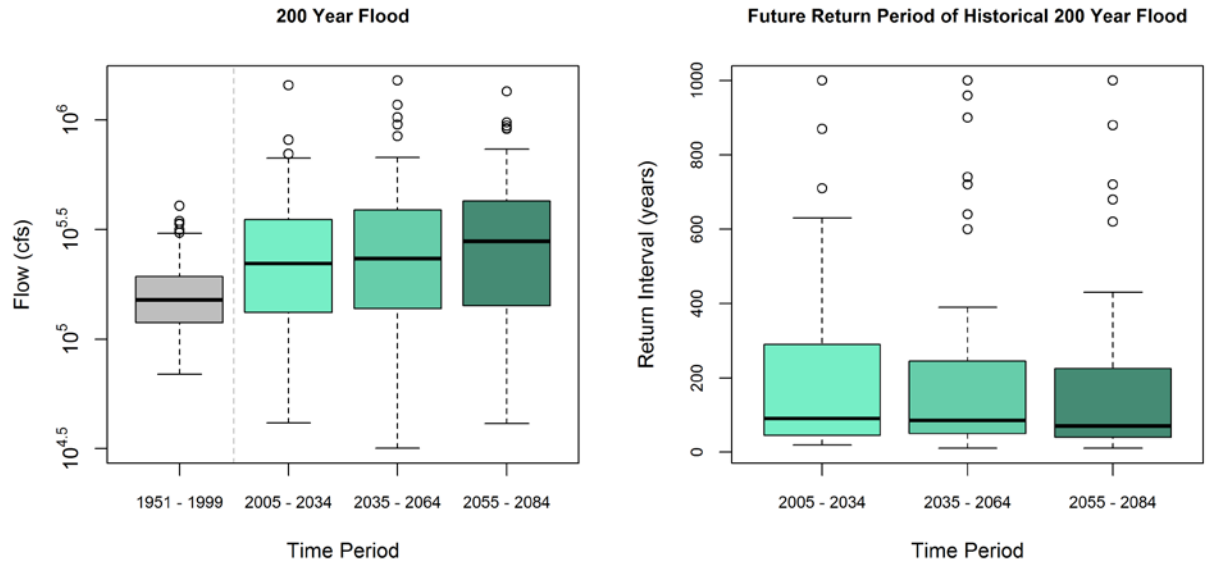 200 Year Flood
Flow (cfs)
10^6
10^5.5
10^5
10^4.5
1951 - 1999 2005 - 2034 2035 - 2064 2055 - 2084
Time Period
Future Return Period of Historical 200 Year Flood
Return Interval (years)
1000
800
600
400
200
0
2005 - 2034 2035 - 2064 2055 - 2084
Time Period